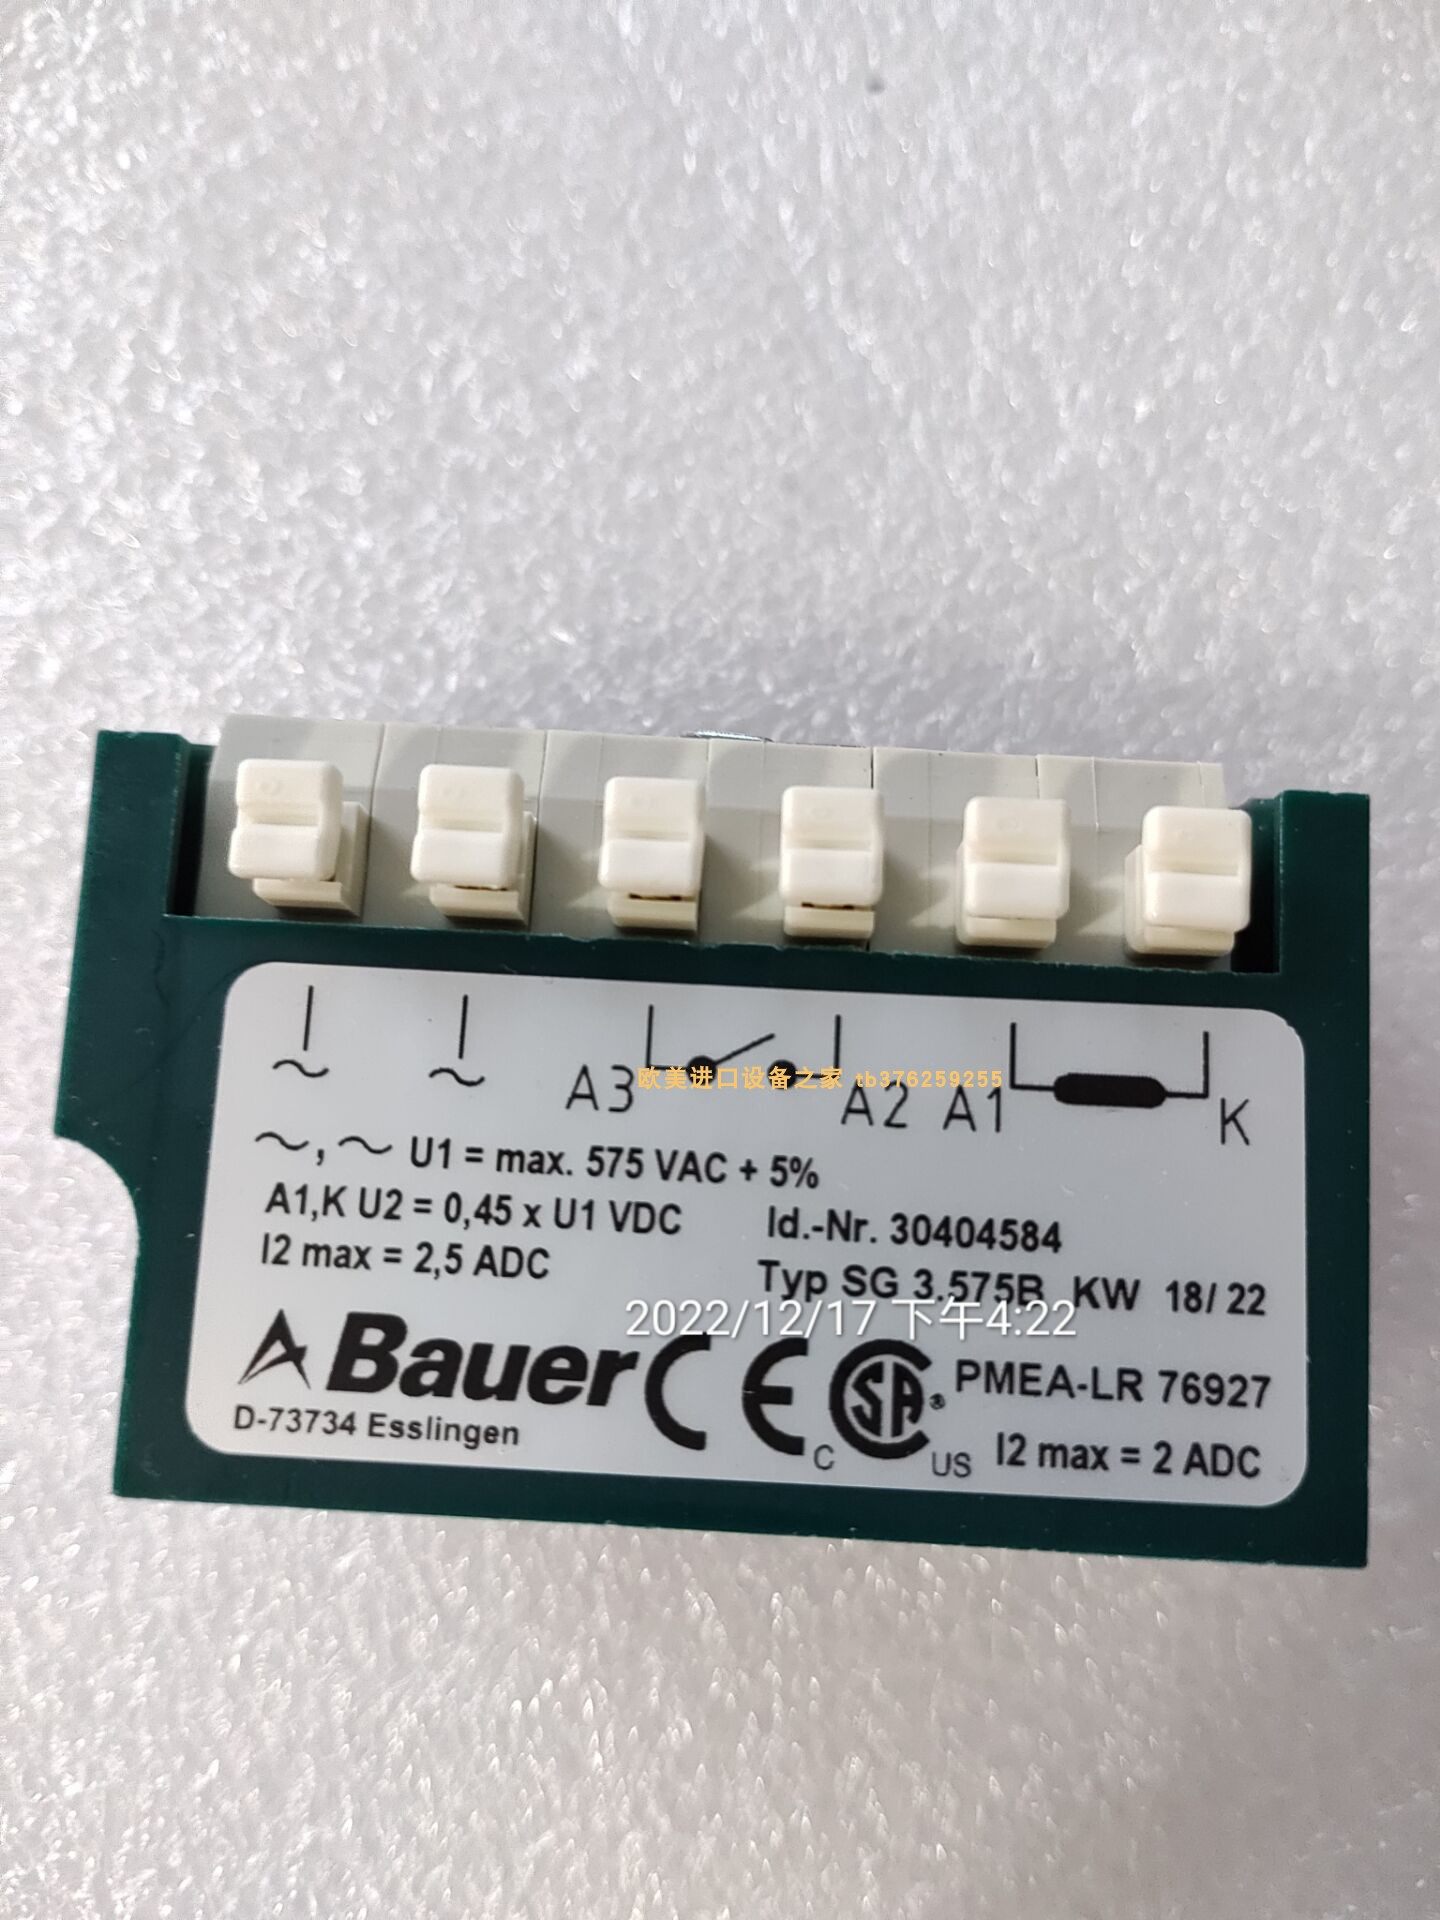 ~ ~ A3 A2 A1 K
欧美进口设备之家 tb376259255
~, ~ U1 = max. 575 VAC + 5%
A1,K U2 = 0,45 x U1 VDC
Id.-Nr. 30404584
I2 max = 2,5 ADC
Typ SG 3.575B KW 18/ 22
2022/12/17 下午4:22
Bauer CE C SA® US PMEA-LR 76927
D-73734 Esslingen
I2 max = 2 ADC